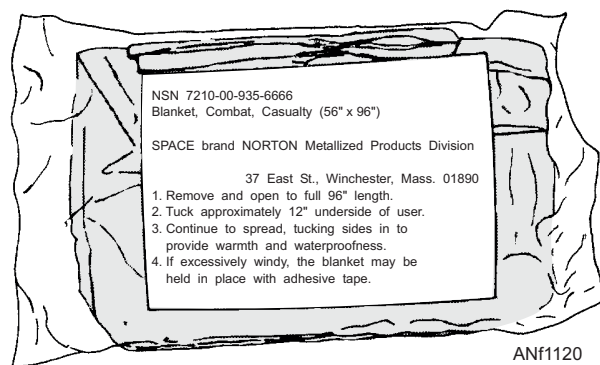 NSN 7210-00-935-6666
Blanket, Combat, Casualty (56" x 96")
SPACE brand NORTON Metallized Products Division
37 East St., Winchester, Mass. 01890
1. Remove and open to full 96" length.
2. Tuck approximately 12" underside of user.
3. Continue to spread, tucking sides in to
provide warmth and waterproofness.
4. If excessively windy, the blanket may be
held in place with adhesive tape.
ANf1120